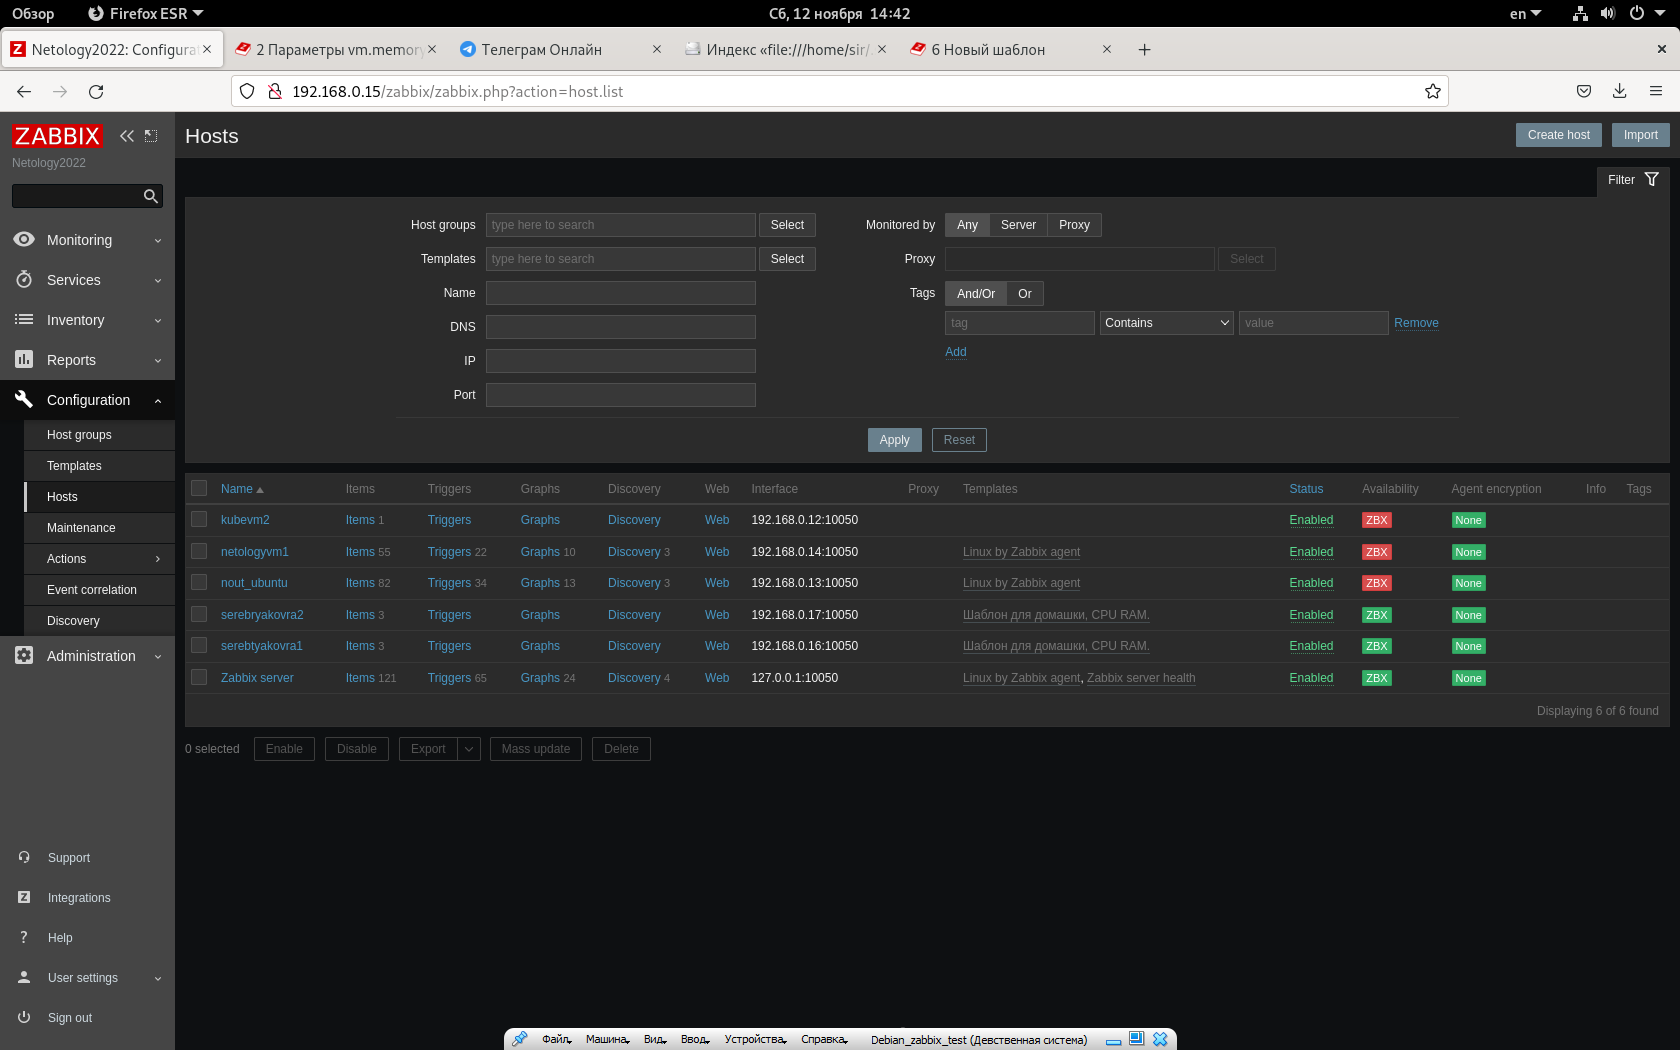 Обзор Firefox ESR Сб, 12 ноября 14:42 en
Netology2022: Configura 2 Параметры vm.memory Телеграм Онлайн Индекс «file:///home/sir/. 6 Новый шаблон
192.168.0.15/zabbix/zabbix.php?action=host.list
ZABBIX
Netology2022
Monitoring
Services
Inventory
Reports
Configuration
Host groups
Templates
Hosts
Maintenance
Actions
Event correlation
Discovery
Administration
Support
Integrations
Help
User settings
Sign out
Hosts Create host Import
Filter
Host groups type here to search Select Monitored by Any Server Proxy
Templates type here to search Select Proxy Select
Name Tags And/Or Or
DNS tag Contains value Remove
IP Add
Port
Apply Reset
Name Items Triggers Graphs Discovery Web Interface Proxy Templates Status Availability Agent encryption Info Tags
kubevm2 Items 1 Triggers Graphs Discovery Web 192.168.0.12:10050 Enabled ZBX None
netologyvm1 Items 55 Triggers 22 Graphs 10 Discovery 3 Web 192.168.0.14:10050 Linux by Zabbix agent Enabled ZBX None
nout_ubuntu Items 82 Triggers 34 Graphs 13 Discovery 3 Web 192.168.0.13:10050 Linux by Zabbix agent Enabled ZBX None
serebryakovra2 Items 3 Triggers Graphs Discovery Web 192.168.0.17:10050 Шаблон для домашки, CPU RAM. Enabled ZBX None
serebtyakovra1 Items 3 Triggers Graphs Discovery Web 192.168.0.16:10050 Шаблон для домашки, CPU RAM. Enabled ZBX None
Zabbix server Items 121 Triggers 65 Graphs 24 Discovery 4 Web 127.0.0.1:10050 Linux by Zabbix agent, Zabbix server health Enabled ZBX None
Displaying 6 of 6 found
0 selected Enable Disable Export Mass update Delete
Файл Машина Вид Ввод Устройства Справка Debian_zabbix_test (Девственная система)